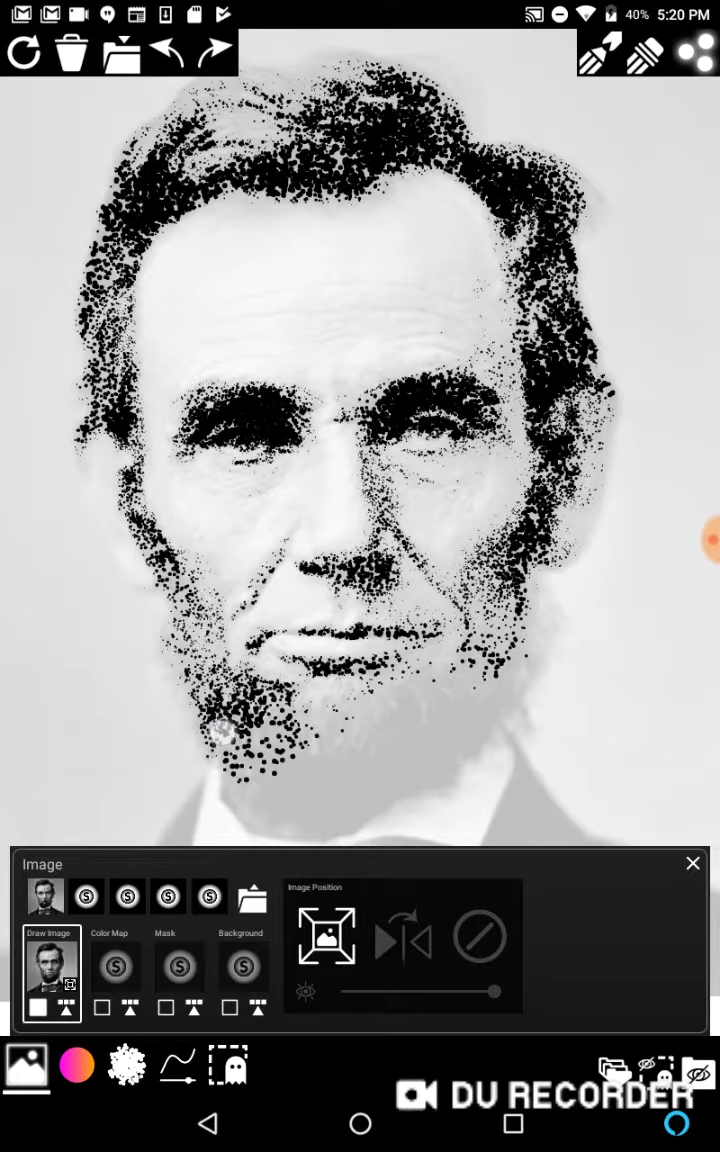 40% 5:20 PM
Image
Image Position
Draw Image Color Map Mask Background
S S S S
S S S
DU RECORDER